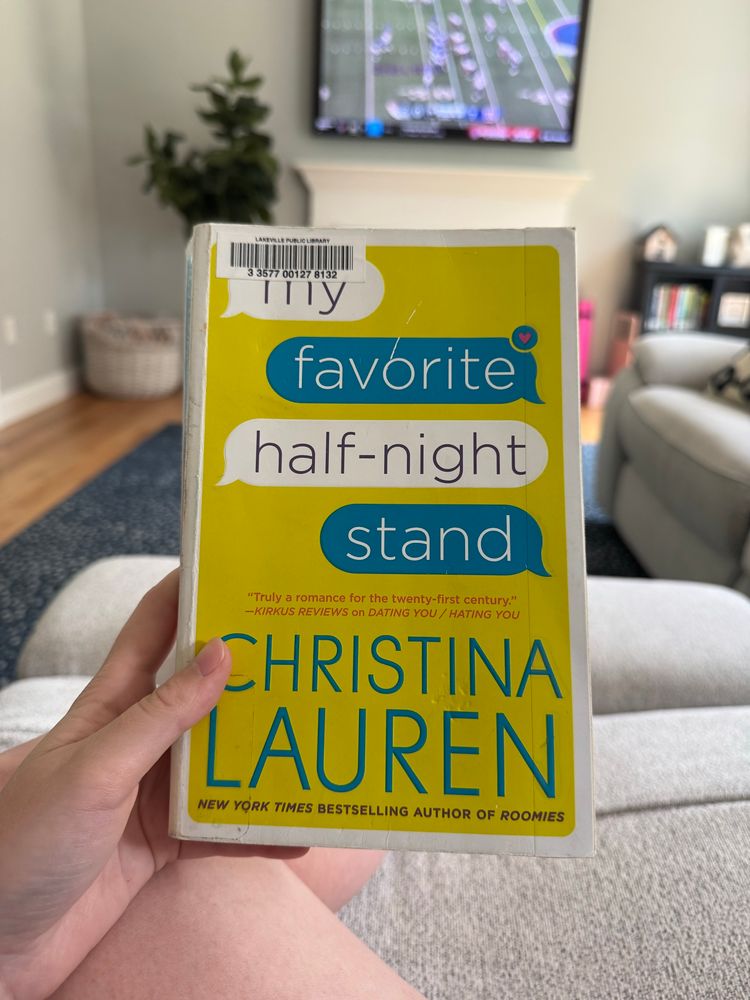 LAKEVILLE PUBLIC LIBRARY
3 3577 00127 8132
my
favorite
half-night
stand
"Truly a romance for the twenty-first century."
—KIRKUS REVIEWS on DATING YOU / HATING YOU
CHRISTINA
LAUREN
NEW YORK TIMES BESTSELLING AUTHOR OF ROOMIES